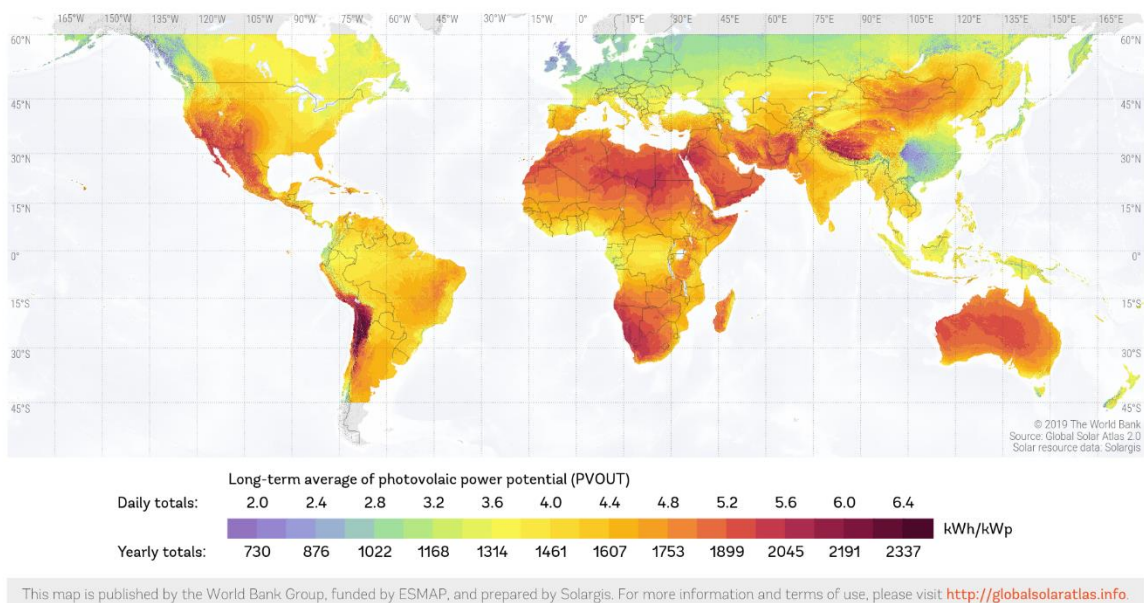 165°W 135°W 120°W 105°W 90°W 75°W 60°W 15°W 0° 15°E 30°E 45°E 60°E 75°E 90°E 105°E 120°E 135°E 165°E
60°N 60°N
45°N 45°N
30°N 30°N
15°N 15°N
0° 0°
15°S 15°S
30°S 30°S
45°S 45°S
© 2019 The World Bank
Source: Global Solar Atlas 2.0
Solar resource data: Solargis
Long-term average of photovolaic power potential (PVOUT)
Daily totals: 2.0 2.4 2.8 3.2 3.6 4.0 4.4 4.8 5.2 5.6 6.0 6.4
kWh/kWp
Yearly totals: 730 876 1022 1168 1314 1461 1607 1753 1899 2045 2191 2337
This map is published by the World Bank Group, funded by ESMAP, and prepared by Solargis. For more information and terms of use, please visit http://globalsolaratlas.info.